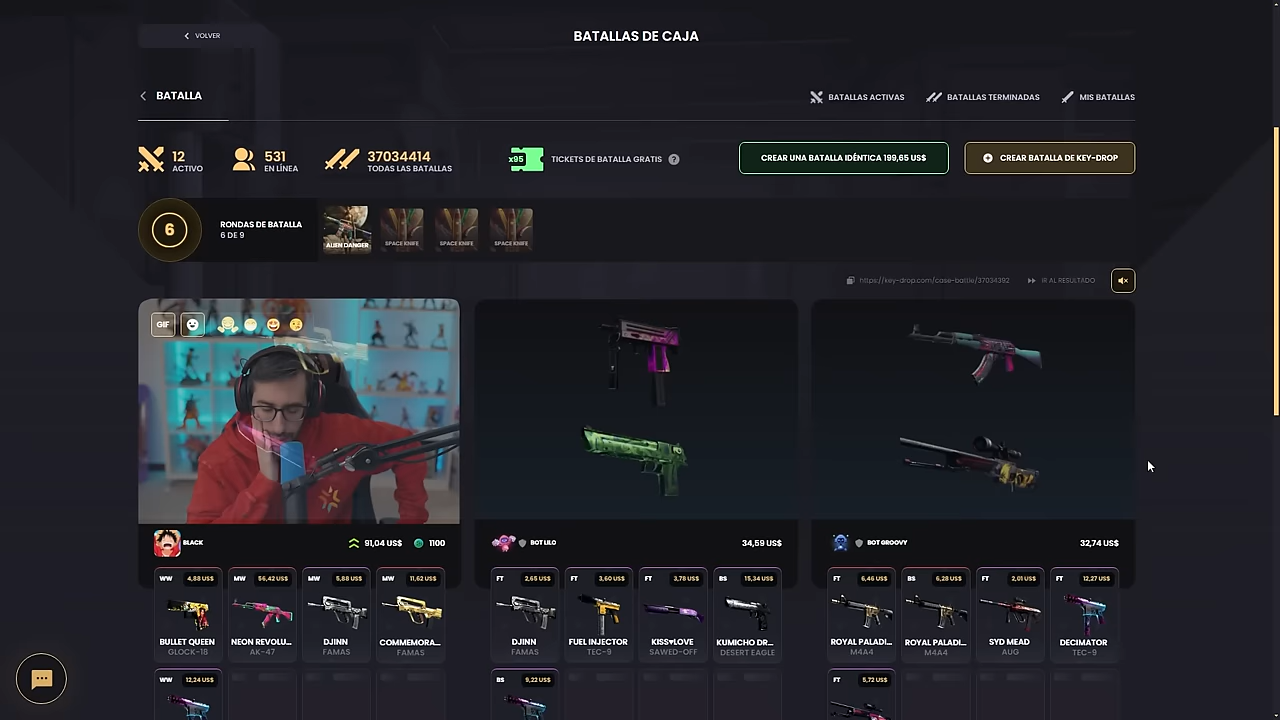 VOLVER
BATALLAS DE CAJA
BATALLA
BATALLAS ACTIVAS
BATALLAS TERMINADAS
MIS BATALLAS
12
ACTIVO
531
EN LÍNEA
37034414
TODAS LAS BATALLAS
x95
TICKETS DE BATALLA GRATIS ?
CREAR UNA BATALLA IDÉNTICA 199,65 US$
CREAR BATALLA DE KEY-DROP
6
RONDAS DE BATALLA
6 DE 9
ALIEN DANGER
SPACE KNIFE
SPACE KNIFE
SPACE KNIFE
https://key-drop.com/case-battle/37034392
IR AL RESULTADO
GIF
BLACK
91,04 US$
1100
BOT LILO
34,59 US$
BOT GROOVY
32,74 US$
WW 4,88 US$
MW 56,42 US$
MW 5,88 US$
MW 11,62 US$
FT 2,65 US$
FT 3,60 US$
FT 3,78 US$
BS 15,34 US$
FT 6,46 US$
BS 6,28 US$
FT 2,01 US$
FT 12,27 US$
BULLET QUEEN
GLOCK-18
NEON REVOLU...
AK-47
DJINN
FAMAS
COMMEMORA...
FAMAS
DJINN
FAMAS
FUEL INJECTOR
TEC-9
KISS♥LOVE
SAWED-OFF
KUMICHO DR...
DESERT EAGLE
ROYAL PALADI...
M4A4
ROYAL PALADI...
M4A4
SYD MEAD
AUG
DECIMATOR
TEC-9
WW 12,24 US$
BS 9,22 US$
FT 5,72 US$